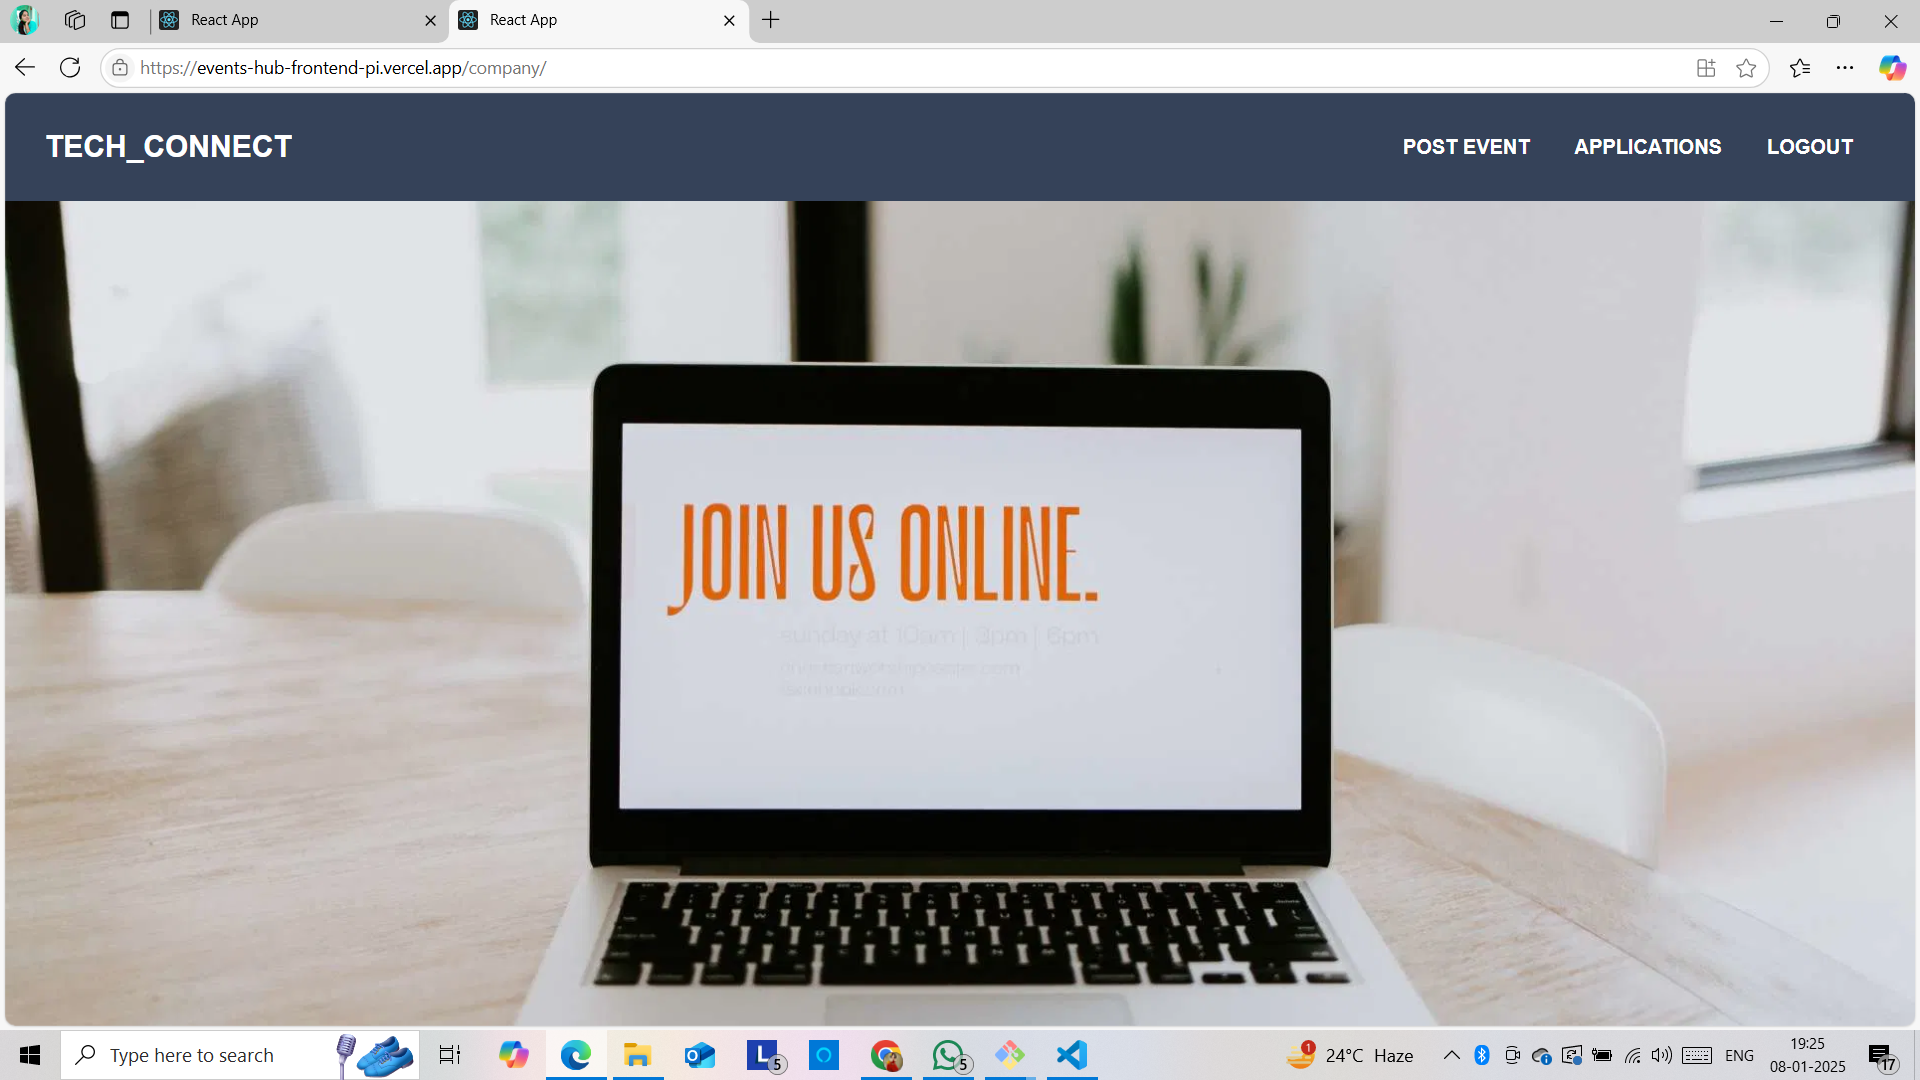 React App
React App
https://events-hub-frontend-pi.vercel.app/company/
TECH_CONNECT
POST EVENT
APPLICATIONS
LOGOUT
JOIN US ONLINE.
sunday at 10am | 3pm | 6pm
Type here to search
L
5
5
1
24°C Haze
ENG
19:25
08-01-2025
17